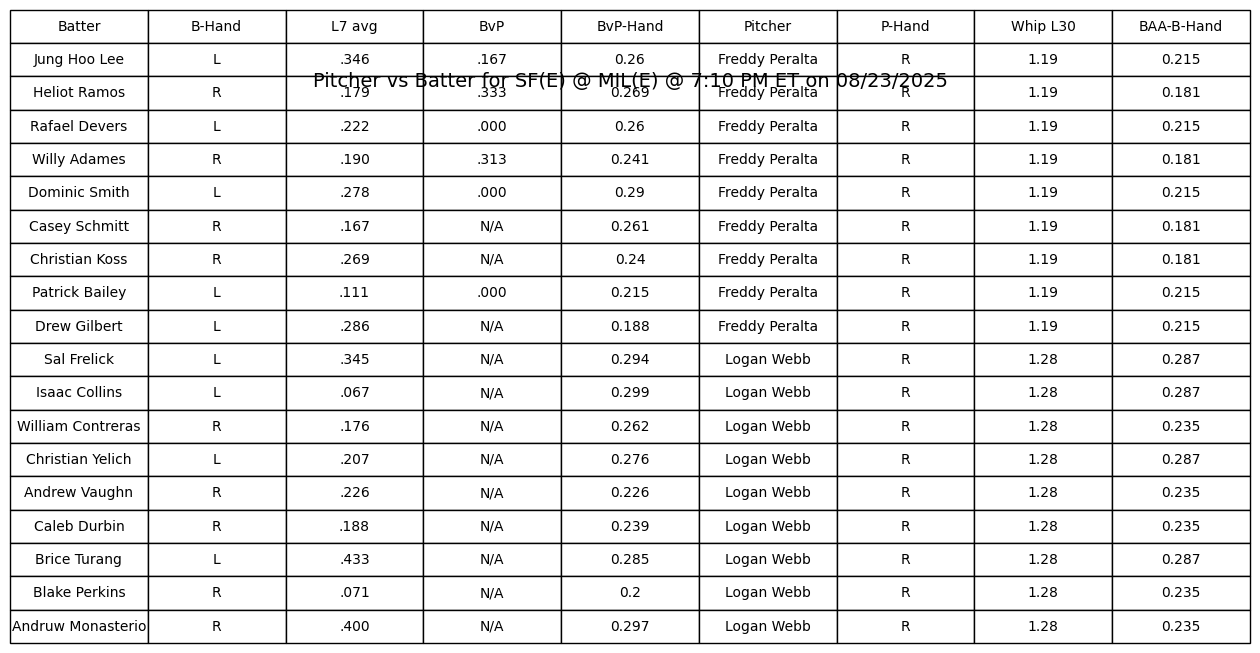 Batter B-Hand L7 avg BvP BvP-Hand Pitcher P-Hand Whip L30 BAA-B-Hand
Jung Hoo Lee L .346 .167 0.26 Freddy Peralta R 1.19 0.215
Pitcher vs Batter for SF(E) @ MIL(E) @ 7:10 PM ET on 08/23/2025
Heliot Ramos R .179 .333 0.269 Freddy Peralta R 1.19 0.181
Rafael Devers L .222 .000 0.26 Freddy Peralta R 1.19 0.215
Willy Adames R .190 .313 0.241 Freddy Peralta R 1.19 0.181
Dominic Smith L .278 .000 0.29 Freddy Peralta R 1.19 0.215
Casey Schmitt R .167 N/A 0.261 Freddy Peralta R 1.19 0.181
Christian Koss R .269 N/A 0.24 Freddy Peralta R 1.19 0.181
Patrick Bailey L .111 .000 0.215 Freddy Peralta R 1.19 0.215
Drew Gilbert L .286 N/A 0.188 Freddy Peralta R 1.19 0.215
Sal Frelick L .345 N/A 0.294 Logan Webb R 1.28 0.287
Isaac Collins L .067 N/A 0.299 Logan Webb R 1.28 0.287
William Contreras R .176 N/A 0.262 Logan Webb R 1.28 0.235
Christian Yelich L .207 N/A 0.276 Logan Webb R 1.28 0.287
Andrew Vaughn R .226 N/A 0.226 Logan Webb R 1.28 0.235
Caleb Durbin R .188 N/A 0.239 Logan Webb R 1.28 0.235
Brice Turang L .433 N/A 0.285 Logan Webb R 1.28 0.287
Blake Perkins R .071 N/A 0.2 Logan Webb R 1.28 0.235
Andruw Monasterio R .400 N/A 0.297 Logan Webb R 1.28 0.235